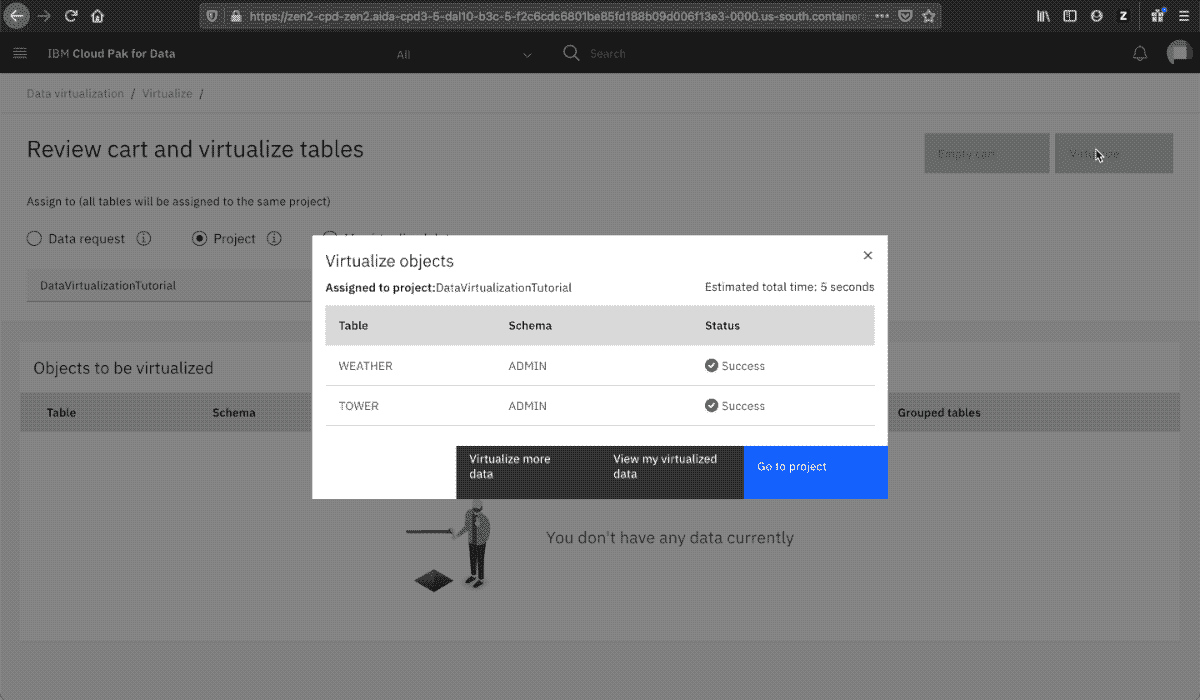 https://zen2-cpd-zen2.aida-cpd3-5-dal10-b3c-5-f2c6cdc6801be85fd188b09d006f13e3-0000.us-south.container
Z
IBM Cloud Pak for Data
All
Search
Data virtualization / Virtualize /
Review cart and virtualize tables
Empty cart
Virtualize
Assign to (all tables will be assigned to the same project)
Data request
Project
DataVirtualizationTutorial
Virtualize objects
Assigned to project:DataVirtualizationTutorial
Estimated total time: 5 seconds
Table Schema Status
WEATHER ADMIN Success
TOWER ADMIN Success
Virtualize more
data
View my virtualized
data
Go to project
Objects to be virtualized
Table Schema Grouped tables
You don't have any data currently